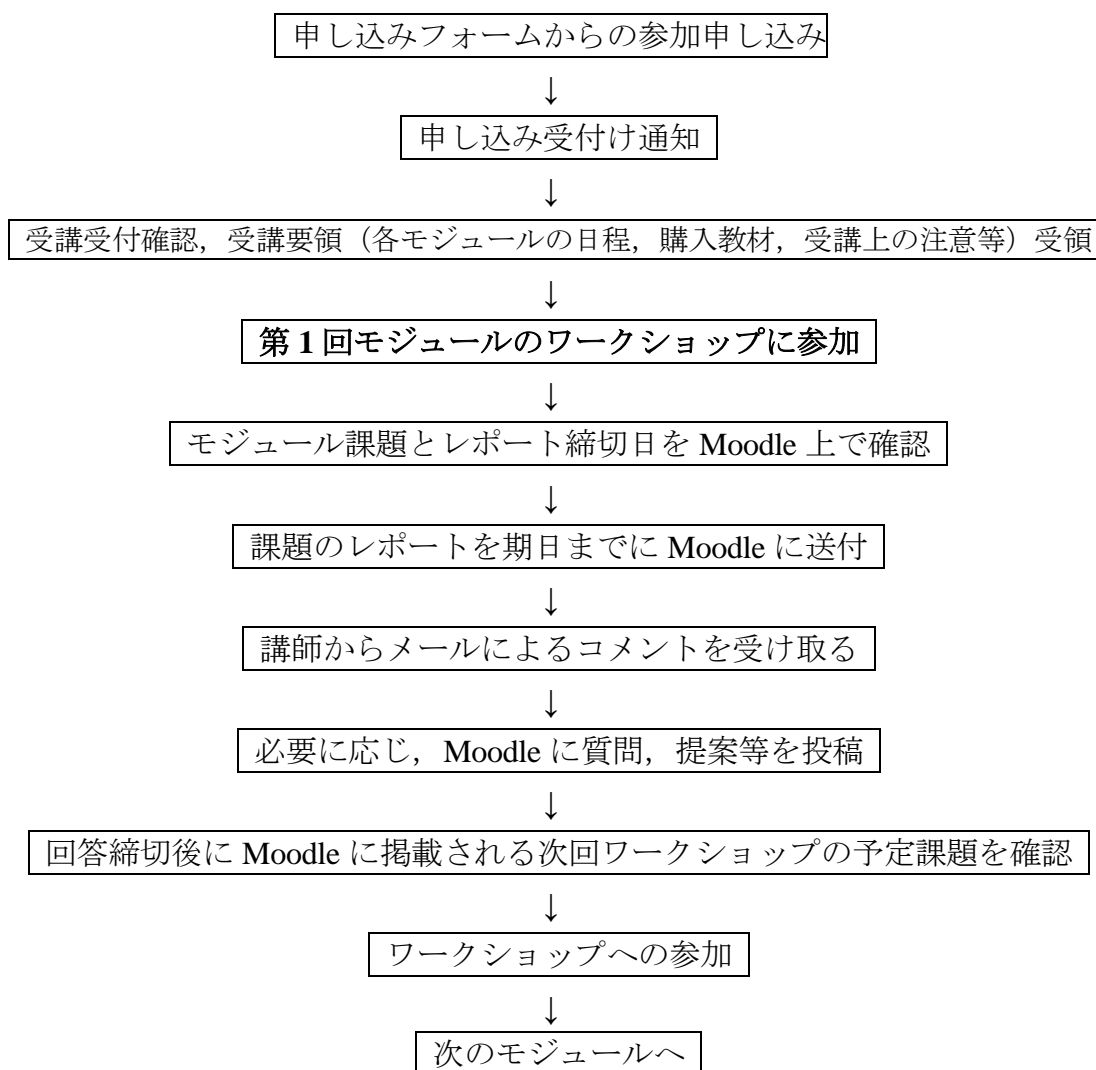 申し込みフォームからの参加申し込み
↓
申し込み受付け通知
↓
受講受付確認，受講要領（各モジュールの日程，購入教材，受講上の注意等）受領
↓
第1回モジュールのワークショップに参加
↓
モジュール課題とレポート締切日を Moodle 上で確認
↓
課題のレポートを期日までに Moodle に送付
↓
講師からメールによるコメントを受け取る
↓
必要に応じ，Moodle に質問，提案等を投稿
↓
回答締切後に Moodle に掲載される次回ワークショップの予定課題を確認
↓
ワークショップへの参加
↓
次のモジュールへ